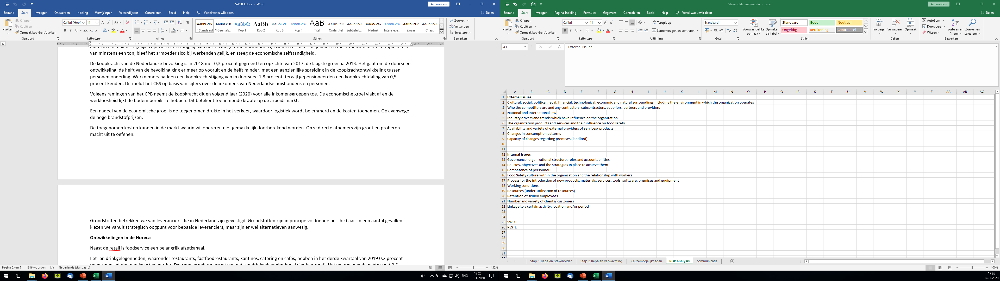 SWOT1.docx - Word
Aanmelden
Bestand Start Invoegen Ontwerpen Indeling Verwijzingen Verzendlijsten Controleren Beeld Help Vertel wat u wilt doen Delen
Plakken
Knippen
Kopiëren
Opmaak kopiëren/plakken
Klembord
Calibri (Hoof 11
Lettertype
Alinea
AaBbCcDc AaBbCcDc AaBbCc AaBb AaBbCcD AaBbCcDc AaB AaBbCcD AaBbCcDc AaBbCcDc AaBbCcDc AaBbCcDc AaBbCcDc
¶ Standaard ¶ Geen afs... Kop 1 Kop 2 Kop 3 Kop 4 Titel Ondertitel Subtiele b... Nadruk Intensieve... Zwaar Citaat
Stijlen
Zoeken
Vervangen
Selecteren
Bewerken
van minstens een ton, bleef het armoederisico bij werkenden gelijk, en steeg de economische zelfstandigheid.
De koopkracht van de Nederlandse bevolking is in 2018 met 0,3 procent gegroeid ten opzichte van 2017, de laagste groei na 2013. Het gaat om de doorsnee
ontwikkeling, de helft van de bevolking ging er meer op vooruit en de helft minder, met een aanzienlijke spreiding in de koopkrachtontwikkeling tussen
personen onderling. Werknemers hadden een koopkrachtstijging van in doorsnee 1,8 procent, terwijl gepensioneerden een koopkrachtdaling van 0,5
procent kenden. Dit meldt het CBS op basis van cijfers over de inkomens van Nederlandse huishoudens en personen.
Volgens ramingen van het CPB neemt de koopkracht dit en volgend jaar (2020) voor alle inkomensgroepen toe. De economische groei vlakt af en de
werkloosheid lijkt de bodem bereikt te hebben. Dit betekent toenemende krapte op de arbeidsmarkt.
Een nadeel van de economische groei is de toegenomen drukte in het verkeer, waardoor logistiek wordt belemmerd en de kosten toenemen. Ook vanwege
de hoge brandstofprijzen.
De toegenomen kosten kunnen in de markt waarin wij opereren niet gemakkelijk doorberekend worden. Onze directe afnemers zijn groot en proberen
macht uit te oefenen.
Grondstoffen betrekken we van leveranciers die in Nederland zijn gevestigd. Grondstoffen zijn in principe voldoende beschikbaar. In een aantal gevallen
kiezen we vanuit strategisch oogpunt voor bepaalde leveranciers, maar zijn er wel alternatieven aanwezig.
Ontwikkelingen in de Horeca
Naast de retail is foodservice een belangrijk afzetkanaal.
Eet- en drinkgelegenheden, waaronder restaurants, fastfoodrestaurants, kantines, catering en cafés, hebben in het derde kwartaal van 2019 0,2 procent
Pagina 2 van 7 1616 woorden Nederlands (standaard) 132%
ENG 17:26
16-1-2020
Stakeholderanalyse.xlsx - Excel
Aanmelden
Bestand Start Invoegen Pagina-indeling Formules Gegevens Controleren Beeld Help Vertel wat u wilt doen Delen
Plakken
Knippen
Kopiëren
Opmaak kopiëren/plakken
Klembord
Calibri 11
Lettertype
Terugloop
Samenvoegen en centreren
Uitlijning
Standaard
Getal
Voorwaardelijke opmaak
Opmaken als tabel
Standaard Goed Neutraal
Ongeldig Berekening Controlecel
Stijlen
Invoegen Verwijderen Opmaak
Cellen
AutoSom
Doorvoeren
Wissen
Sorteren en filteren
Zoeken en selecteren
Bewerken
A1 fx External Issues
A B C D E F G H I J K L M N O P Q R S T U V W X Y Z AA AB AC
1 External Issues
2 C ultural, social, political, legal, financial, technological, economic and natural surroundings including the environment in which the organization operates
3 Who the competitors are and any contractors, subcontractors, suppliers, partners and providers
4 National and international law
5 Industry drivers and trends which have influence on the organization
6 The organization products and services and their influence on food safety
7 Availability and variety of external providers of services/ products
8 Changes in consumption patterns
9 Capacity of changes regarding premises (landlord)
10
11
12 Internal Issues
13 Governance, organizational structure, roles and accountabilities
14 Policies, objectives and the strategies in place to achieve them
15 Competence of personnel
16 Food Safety culture within the organization and the relationship with workers
17 Process for the introduction of new products, materials, services, tools, software, premises and equipment
18 Working conditions
19 Resources (under-utilisation of resources)
20 Retention of skilled employees
21 Number and variety of clients/ customers
22 Linkage to a certain activity, location and/or period
23
24
25 SWOT
26 PESTE
27
28
29
30
31
Stap 1 Bepalen Stakeholder Stap 2 Bepalen verwachting Keuzemogelijkheden Risk analysis communicatie
100%
17:26
16-1-2020